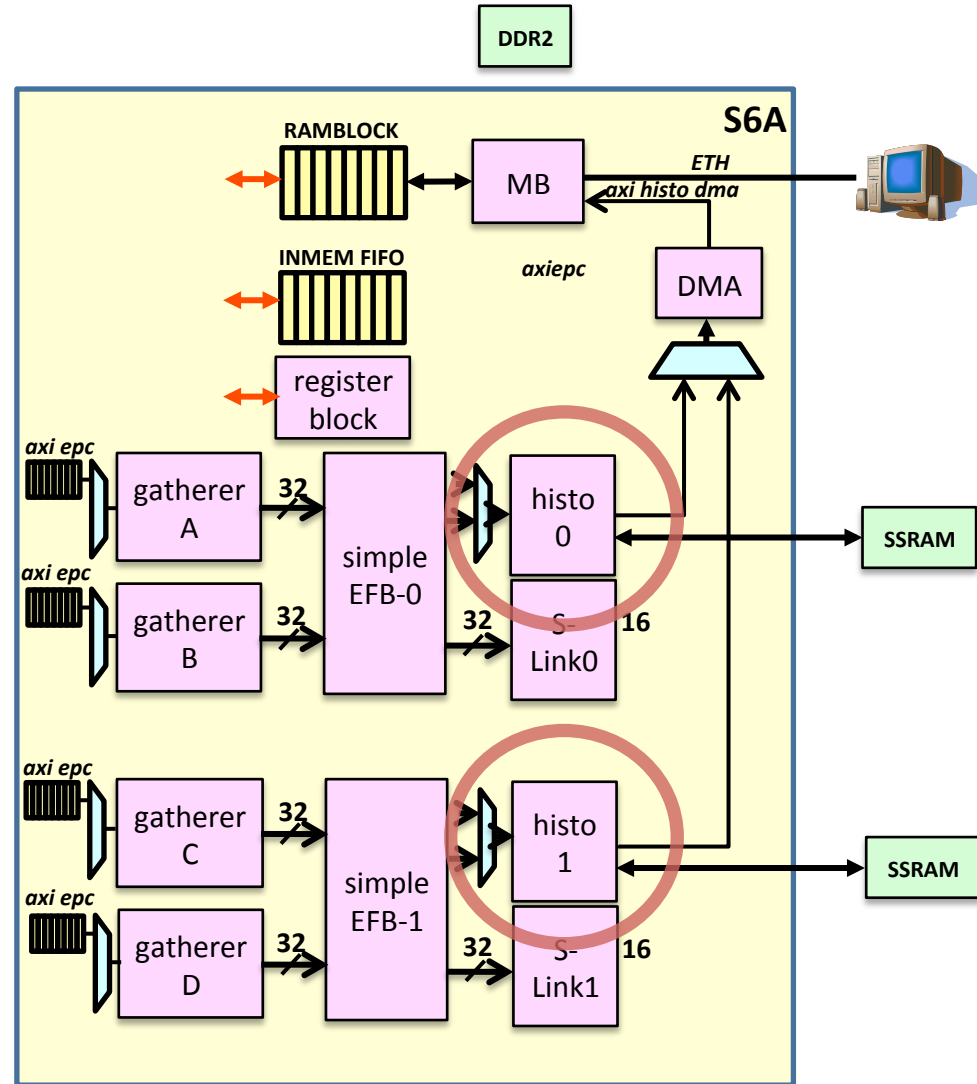 DDR2
S6A
RAMBLOCK
MB
ETH
axi histo dma
INMEM FIFO
axiepc
DMA
register
block
axi epc
gatherer
A
32
simple
EFB-0
histo
0
SSRAM
axi epc
gatherer
B
32
32
S-
Link0
16
axi epc
gatherer
C
32
simple
EFB-1
histo
1
SSRAM
axi epc
gatherer
D
32
32
S-
Link1
16